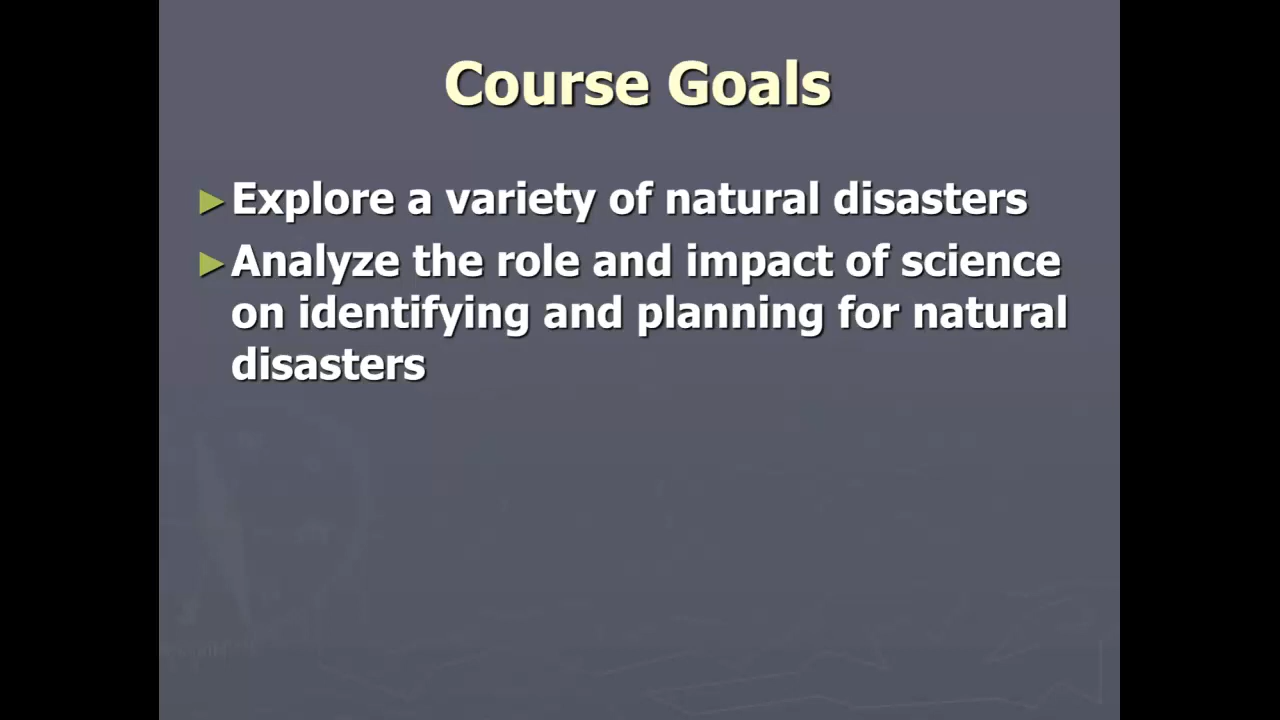 Course Goals
►Explore a variety of natural disasters
►Analyze the role and impact of science
on identifying and planning for natural
disasters